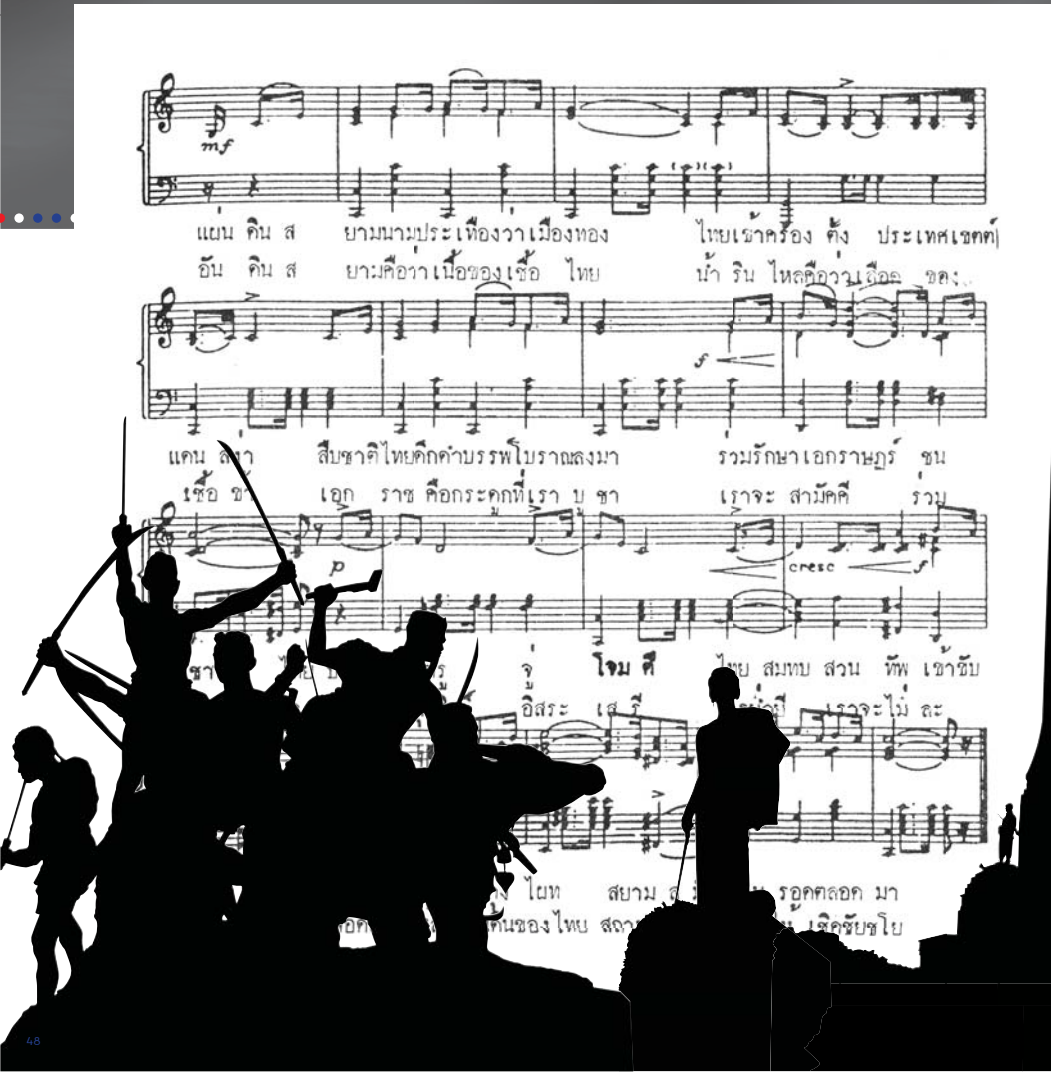 mf
แผ่น ดิน ส ยามนามประเทืองว่าเมืองทอง ไทยเข้าครอง ตั้ง ประเทศเขตต์
อัน ดิน ส ยามคือว่าเนื้อของเชื้อ ไทย น้ำ ริน ไหลคือว่าเลือด ของ
f
แดน สง่า สืบชาติไทยดึกดำบรรพ์โบราณลงมา ร่วมรักษาเอกราษฎร์ ชน
เชื้อ ข้า เอก ราช คือกระดูกที่เรา บู ชา เราจะ สามัคคี ร่วม
p cresc f
ชา จู่ โจม ตี ไทย สมทบ สวน ทัพ เข้าขับ
อิสระ เส รี เราจะไม่ ละ
ไผท สยาม รอดตลอด มา
ของไทย เชิดชัยชโย
48